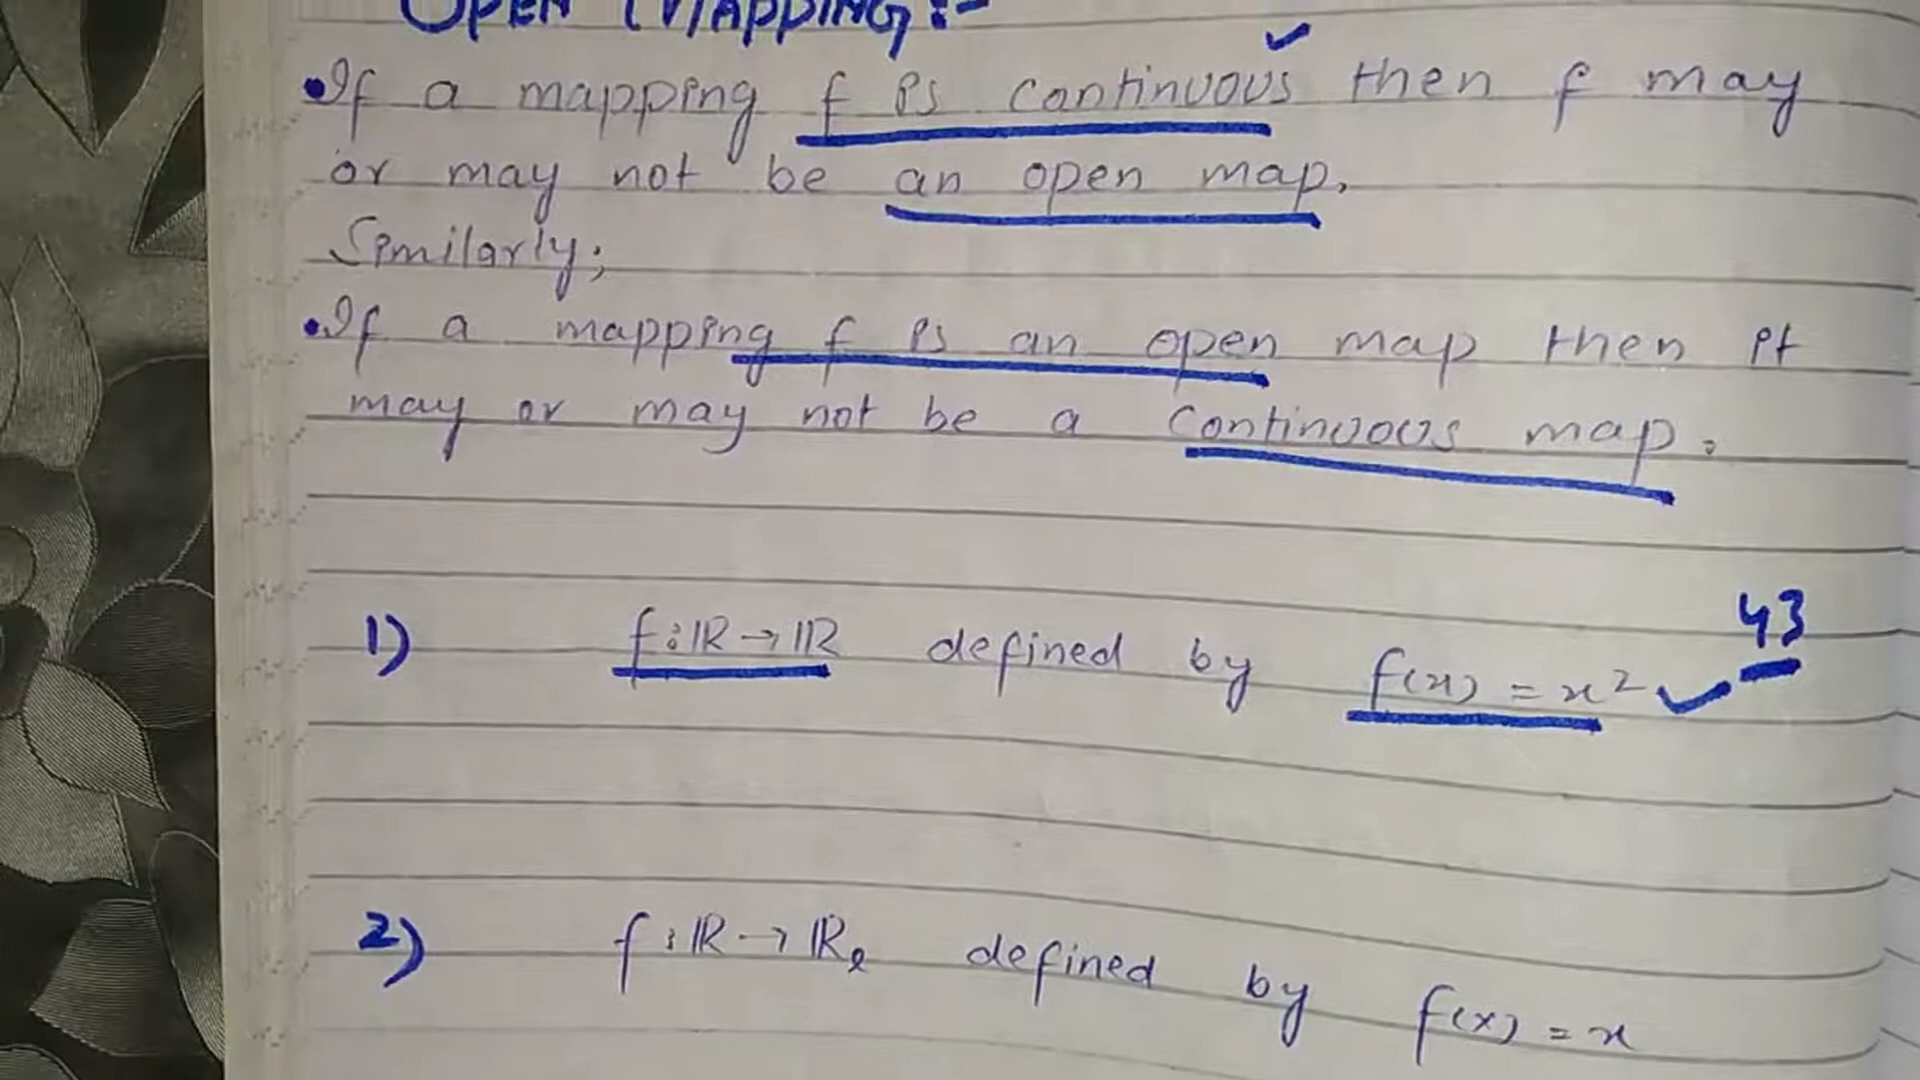 OPEN MAPPING:-
•If a mapping f is continuous then f may
or may not be an open map.
Similarly;
•If a mapping f is an open map then it
may or may not be a continuous map.
43
1) f:ℝ→ℝ defined by f(x) = x²
2) f:ℝ→ℝₗ defined by f(x) = x